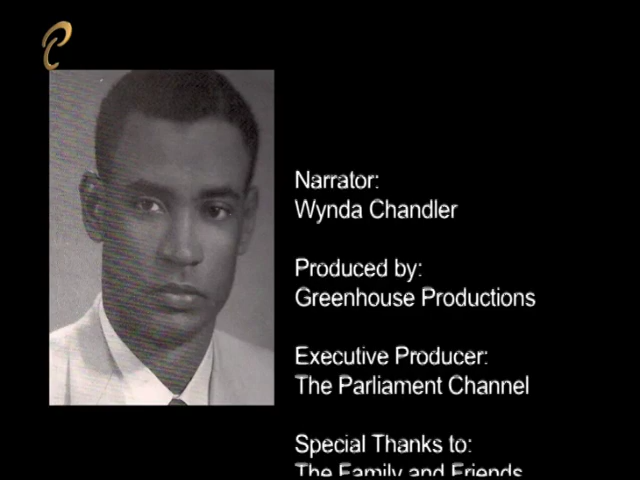 Narrator:
Wynda Chandler
Produced by:
Greenhouse Productions
Executive Producer:
The Parliament Channel
Special Thanks to:
The Family and Friends